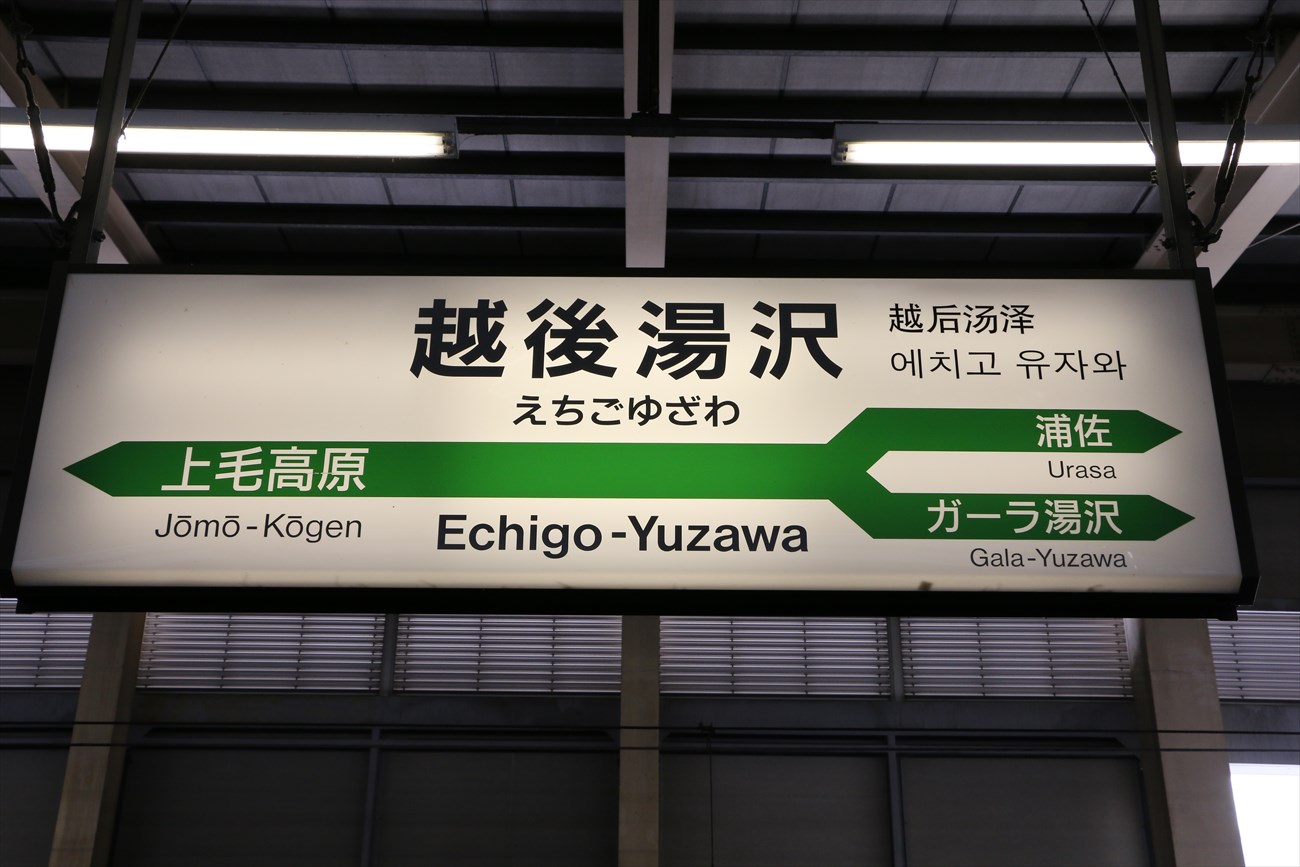 越後湯沢
越后汤泽
에치고 유자와
えちごゆざわ
上毛高原
Jōmō-Kōgen
Echigo-Yuzawa
浦佐
Urasa
ガーラ湯沢
Gala-Yuzawa